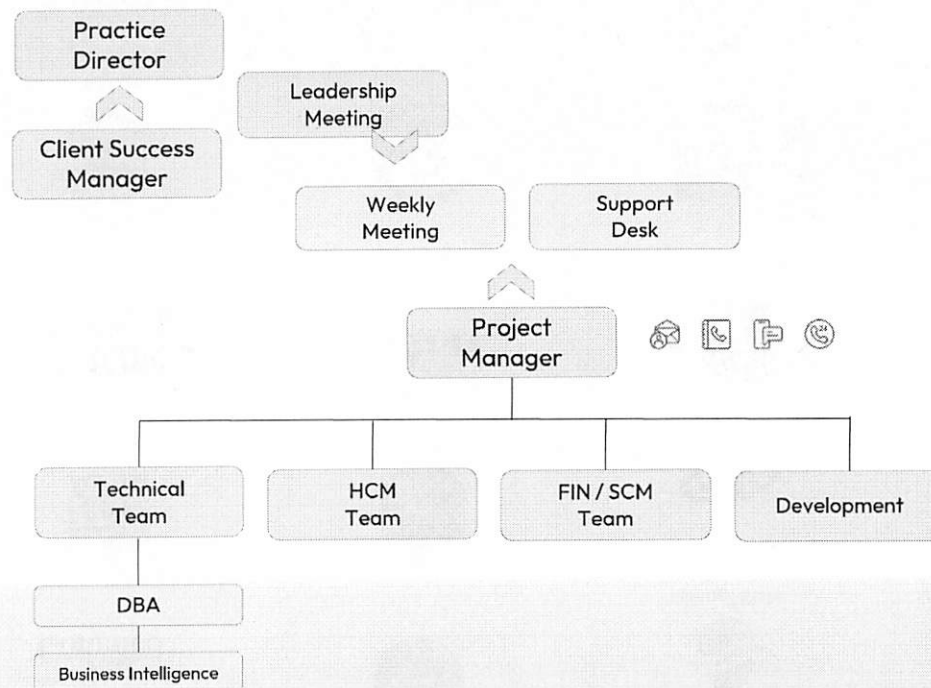 Practice
Director
Leadership
Meeting
Client Success
Manager
Weekly
Meeting
Support
Desk
Project
Manager
24
Technical
Team
HCM
Team
FIN / SCM
Team
Development
DBA
Business Intelligence